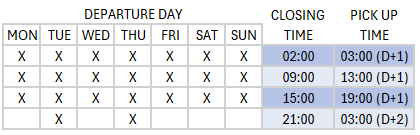 DEPARTURE DAY CLOSING PICK UP
MON TUE WED THU FRI SAT SUN TIME TIME
X X X X X X X 02:00 03:00 (D+1)
X X X X X X X 09:00 13:00 (D+1)
X X X X X X X 15:00 19:00 (D+1)
X X 21:00 03:00 (D+2)